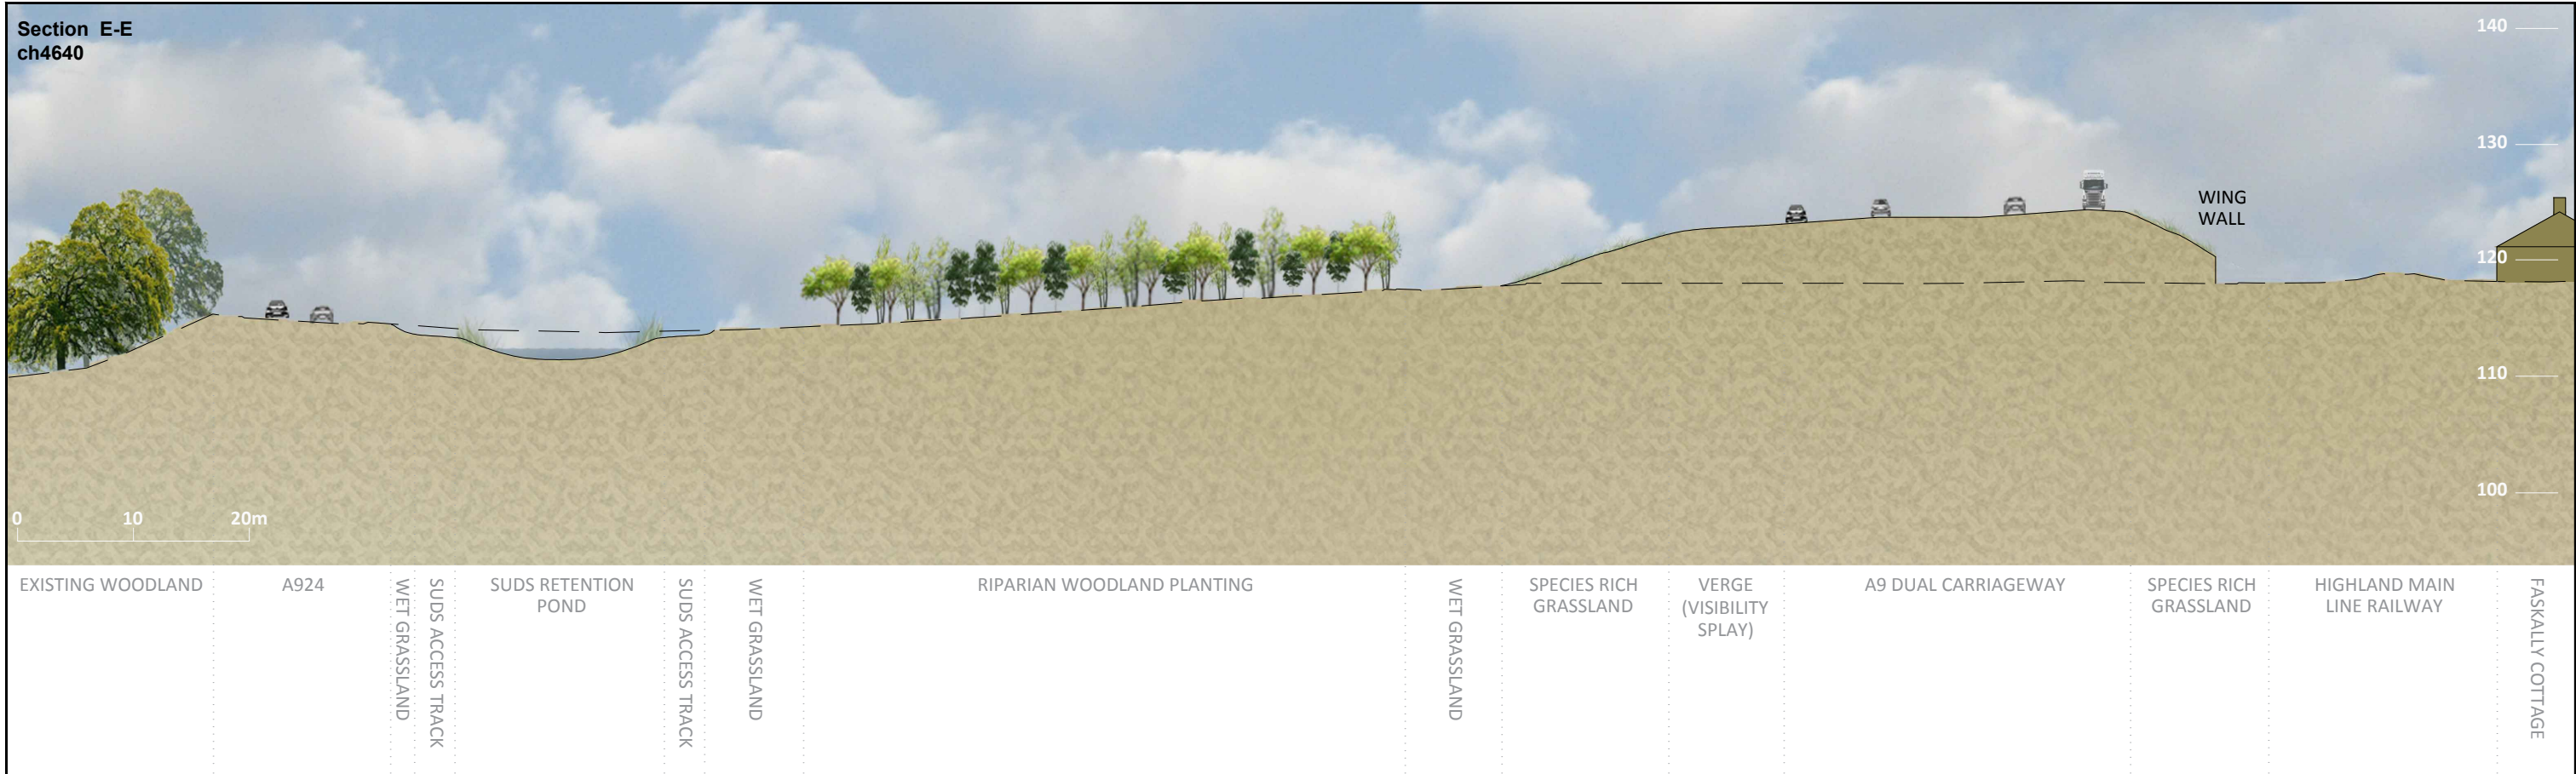 Section E-E
ch4640
140
130
WING
WALL
120
110
100
0 10 20m
EXISTING WOODLAND
A924
WET GRASSLAND
SUDS ACCESS TRACK
SUDS RETENTION
POND
SUDS ACCESS TRACK
WET GRASSLAND
RIPARIAN WOODLAND PLANTING
WET GRASSLAND
SPECIES RICH
GRASSLAND
VERGE
(VISIBILITY
SPLAY)
A9 DUAL CARRIAGEWAY
SPECIES RICH
GRASSLAND
HIGHLAND MAIN
LINE RAILWAY
FASKALLY COTTAGE